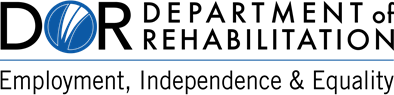 DOR DEPARTMENT of
REHABILITATION
Employment, Independence & Equality